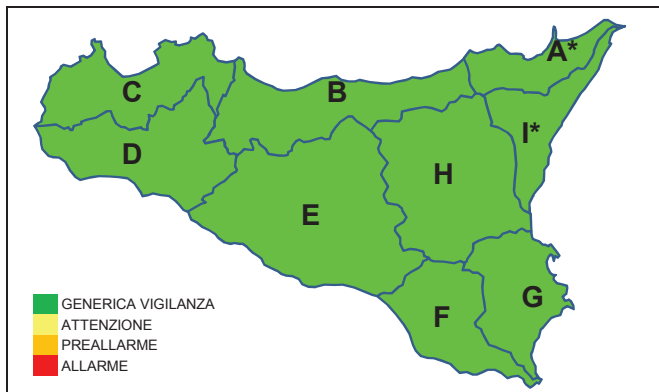 A*
C
B
I*
D
H
E
G
F
GENERICA VIGILANZA
ATTENZIONE
PREALLARME
ALLARME